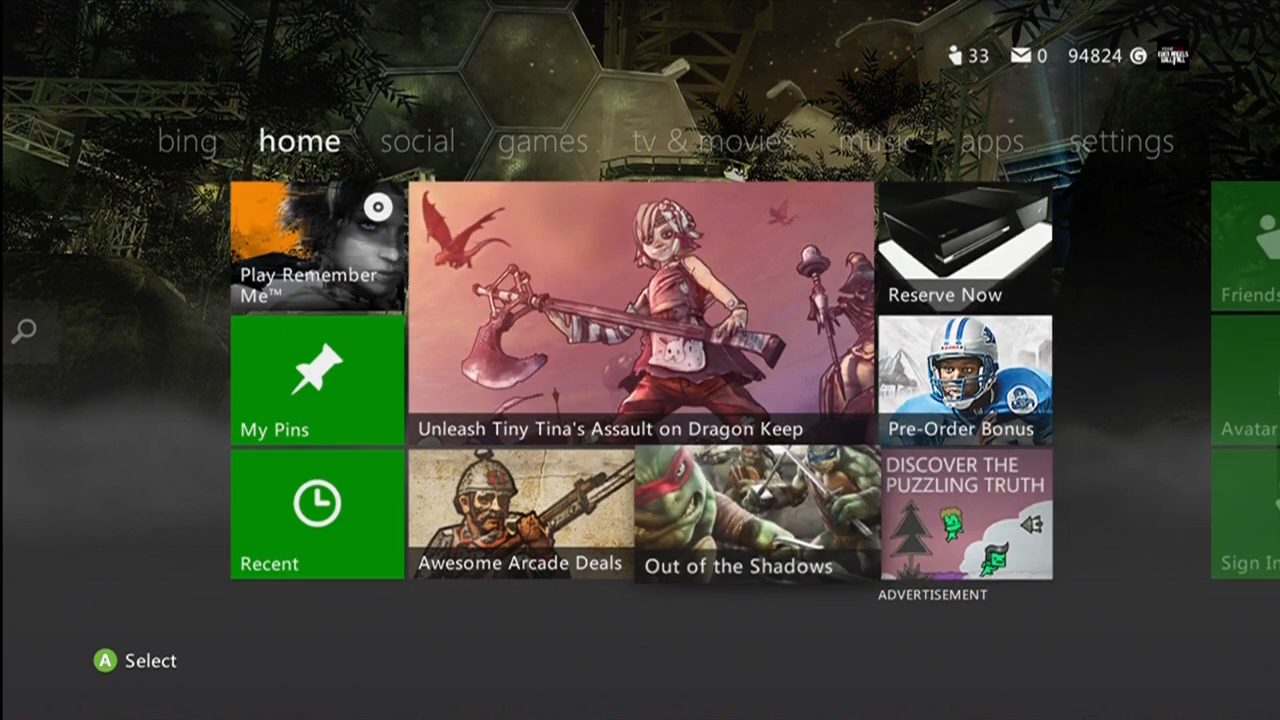 33 0 94824 G
bing home social games tv & movies music apps settings
Play Remember
Me™
My Pins
Recent
Unleash Tiny Tina's Assault on Dragon Keep
Awesome Arcade Deals
Out of the Shadows
Reserve Now
Pre-Order Bonus
DISCOVER THE
PUZZLING TRUTH
ADVERTISEMENT
Friends
Avatar
Sign In
A Select